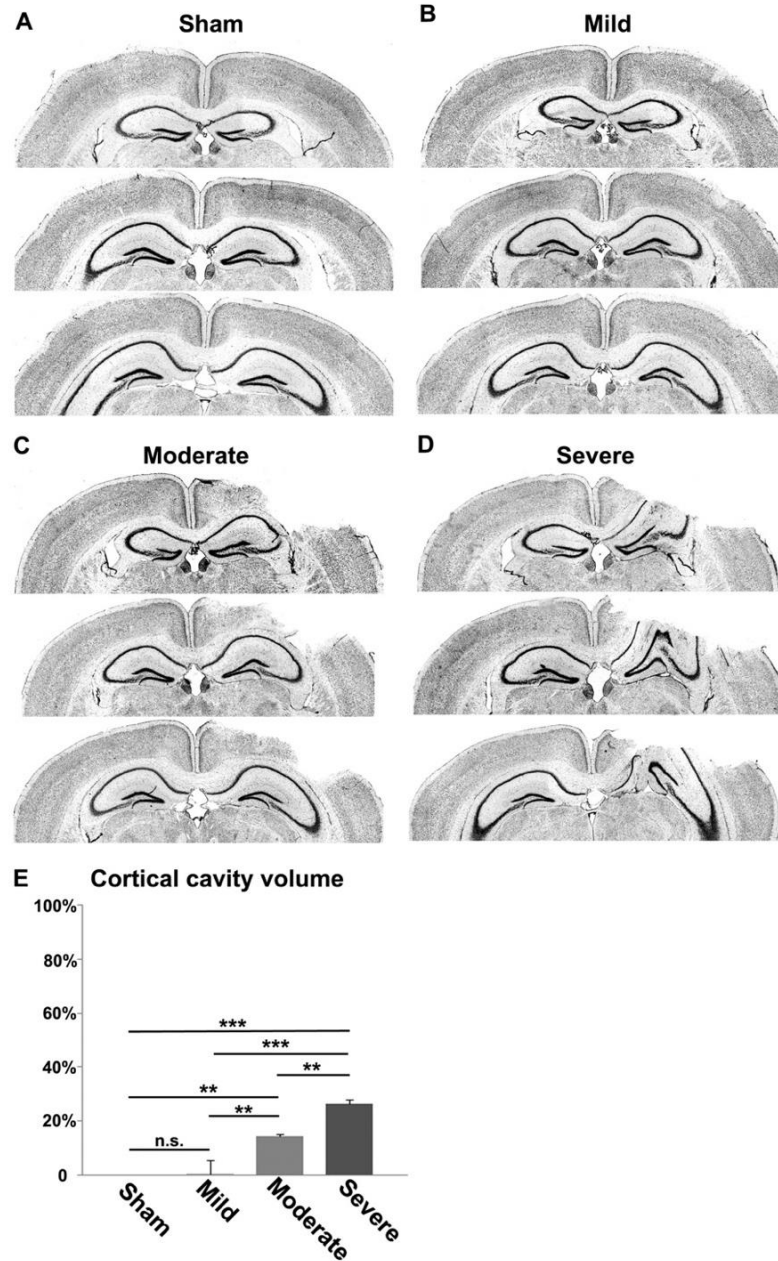 A Sham
B Mild
C Moderate
D Severe
E Cortical cavity volume
100%
80%
60%
40%
20%
0
***
***
**
**
**
n.s.
Sham
Mild
Moderate
Severe